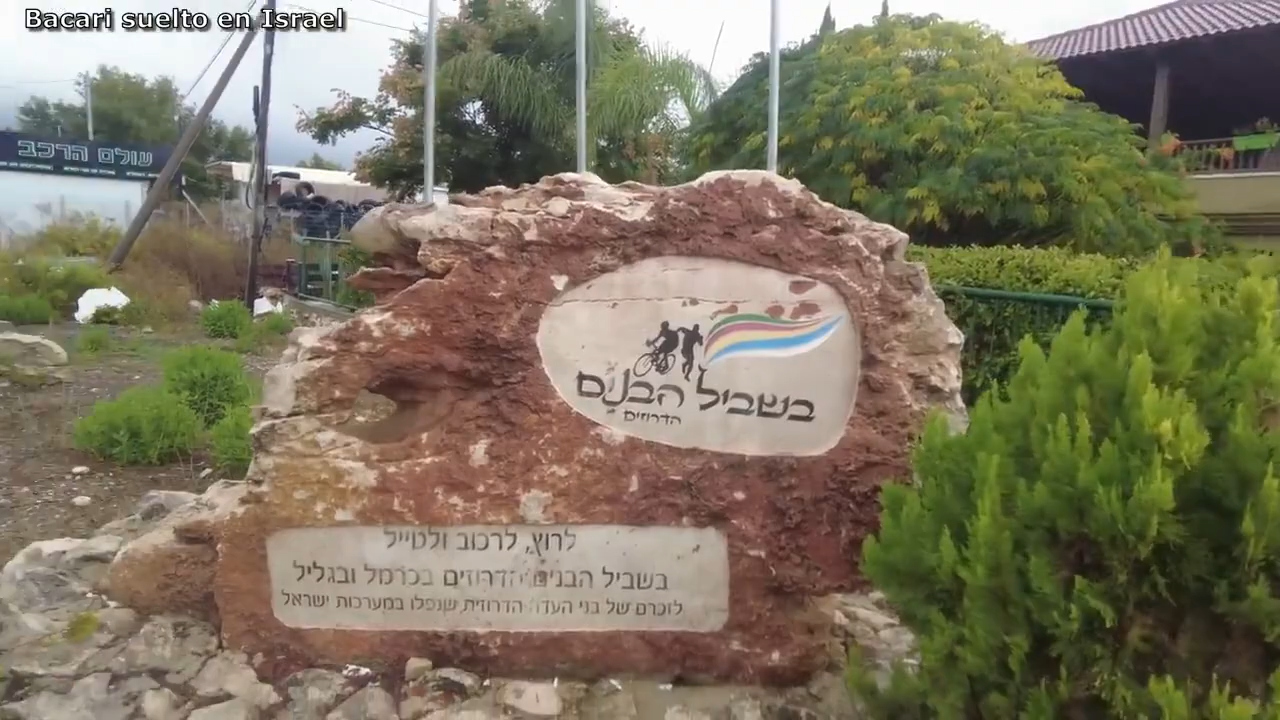 Bacari suelto en Israel
עולם הרכב
בשביל הבנים
הדרוזים
לרוץ, לרכוב ולטייל
בשביל הבנים הדרוזים בכרמל ובגליל
לזכרם של בני העדה הדרוזית שנפלו במערכות ישראל